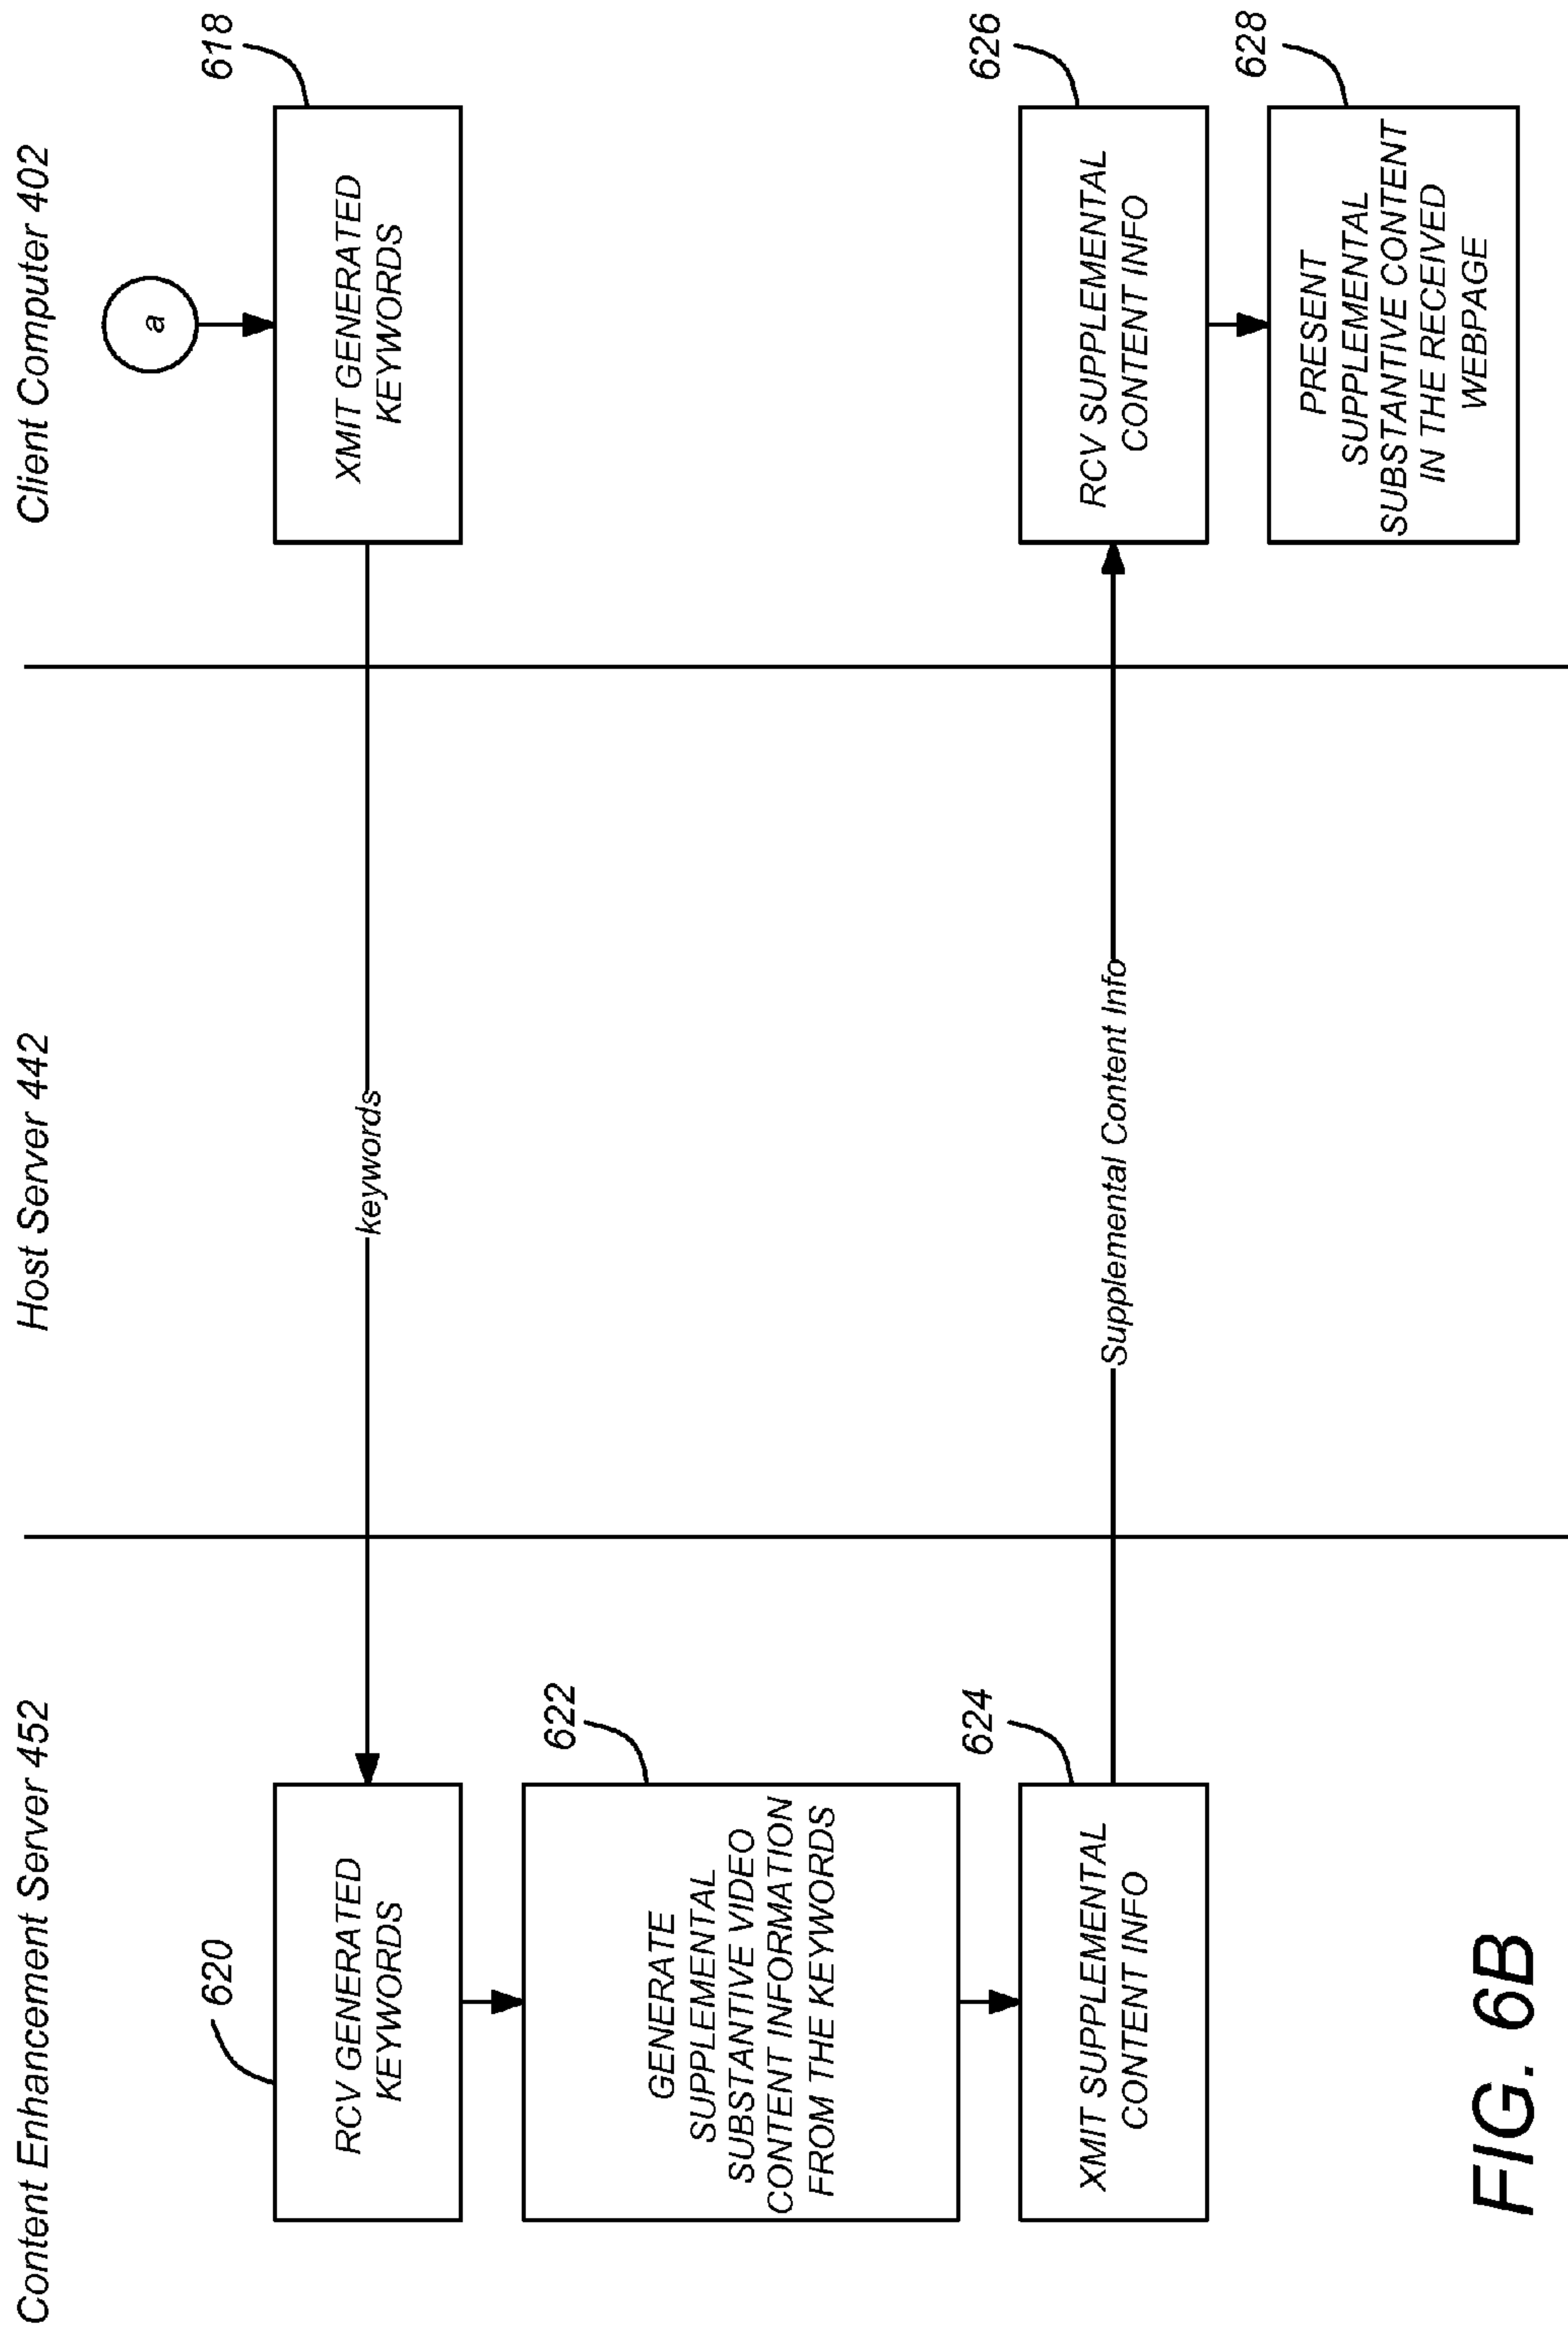 Content Enhancement Server 452
Host Server 442
Client Computer 402
a
618
XMIT GENERATED
KEYWORDS
keywords
620
RCV GENERATED
KEYWORDS
622
GENERATE
SUPPLEMENTAL
SUBSTANTIVE VIDEO
CONTENT INFORMATION
FROM THE KEYWORDS
624
XMIT SUPPLEMENTAL
CONTENT INFO
Supplemental Content Info
626
RCV SUPPLEMENTAL
CONTENT INFO
628
PRESENT
SUPPLEMENTAL
SUBSTANTIVE CONTENT
IN THE RECEIVED
WEBPAGE
FIG. 6B